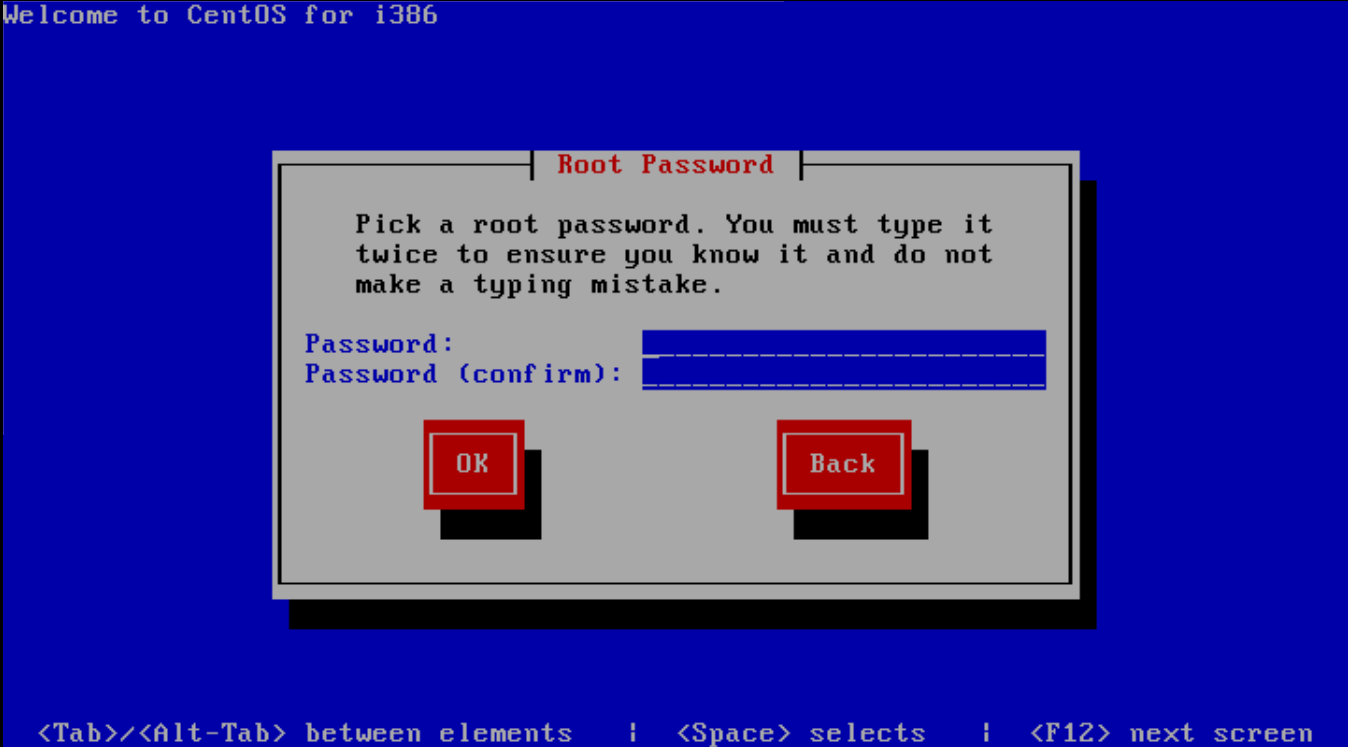 Welcome to CentOS for i386
Root Password
Pick a root password. You must type it
twice to ensure you know it and do not
make a typing mistake.
Password:
Password (confirm):
OK Back
<Tab>/<Alt-Tab> between elements | <Space> selects | <F12> next screen